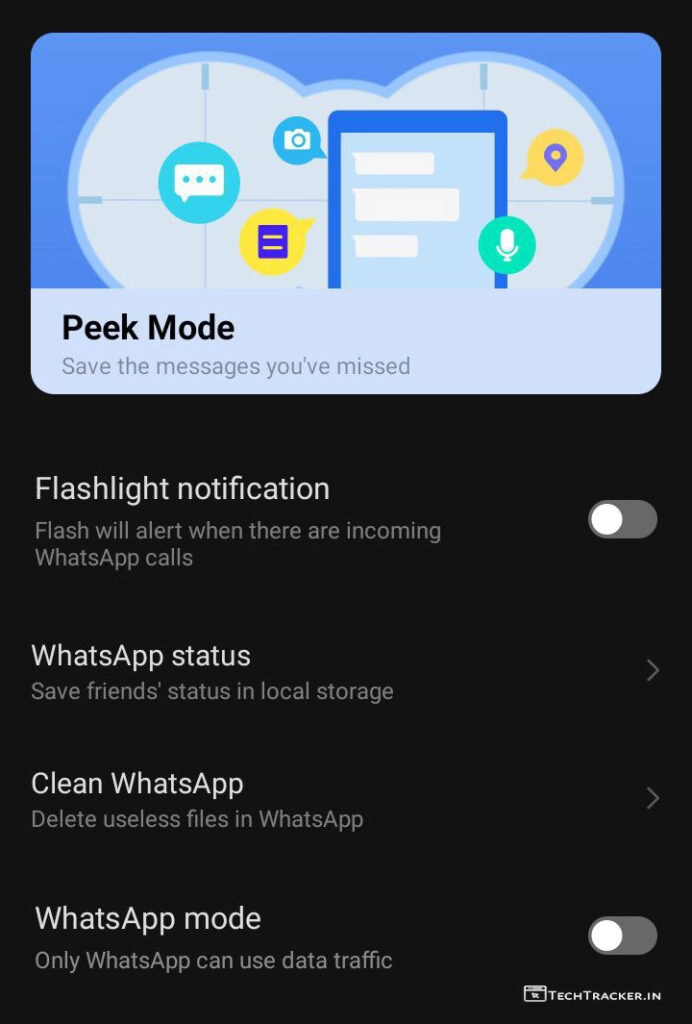 Peek Mode
Save the messages you've missed
Flashlight notification
Flash will alert when there are incoming
WhatsApp calls
WhatsApp status
Save friends' status in local storage
Clean WhatsApp
Delete useless files in WhatsApp
WhatsApp mode
Only WhatsApp can use data traffic
TECHTRACKER.IN